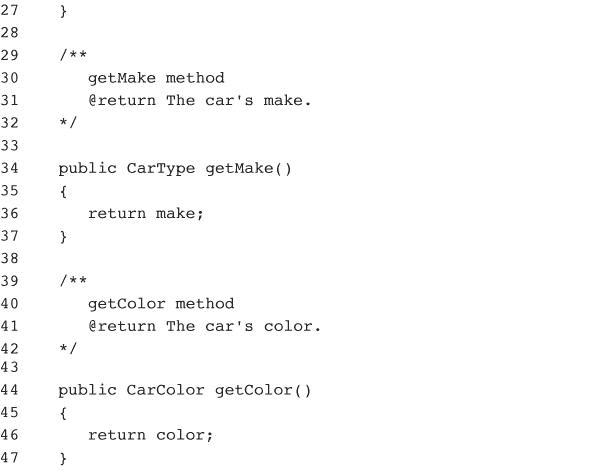 27    }
28
29    /**
30       getMake method
31       @return The car's make.
32    */
33
34    public CarType getMake()
35    {
36       return make;
37    }
38
39    /**
40       getColor method
41       @return The car's color.
42    */
43
44    public CarColor getColor()
45    {
46       return color;
47    }